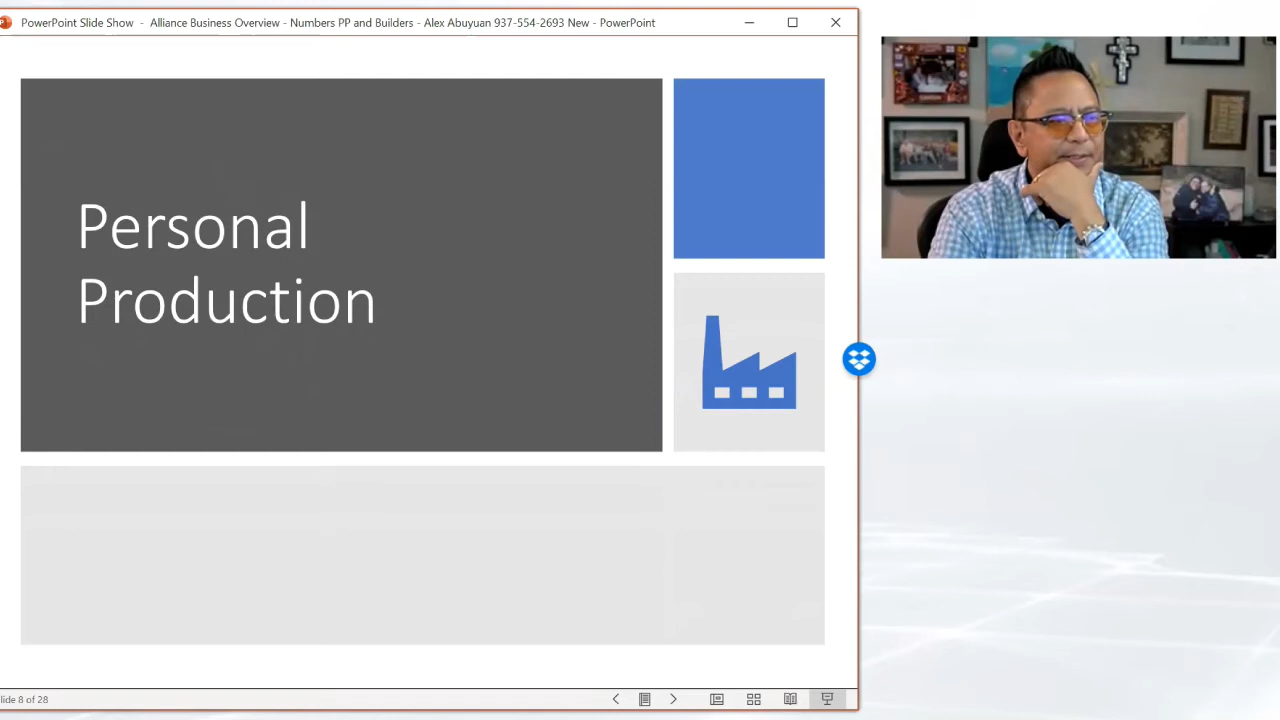 PowerPoint Slide Show - Alliance Business Overview - Numbers PP and Builders - Alex Abuyuan 937-554-2693 New - PowerPoint
Personal
Production
lide 8 of 28